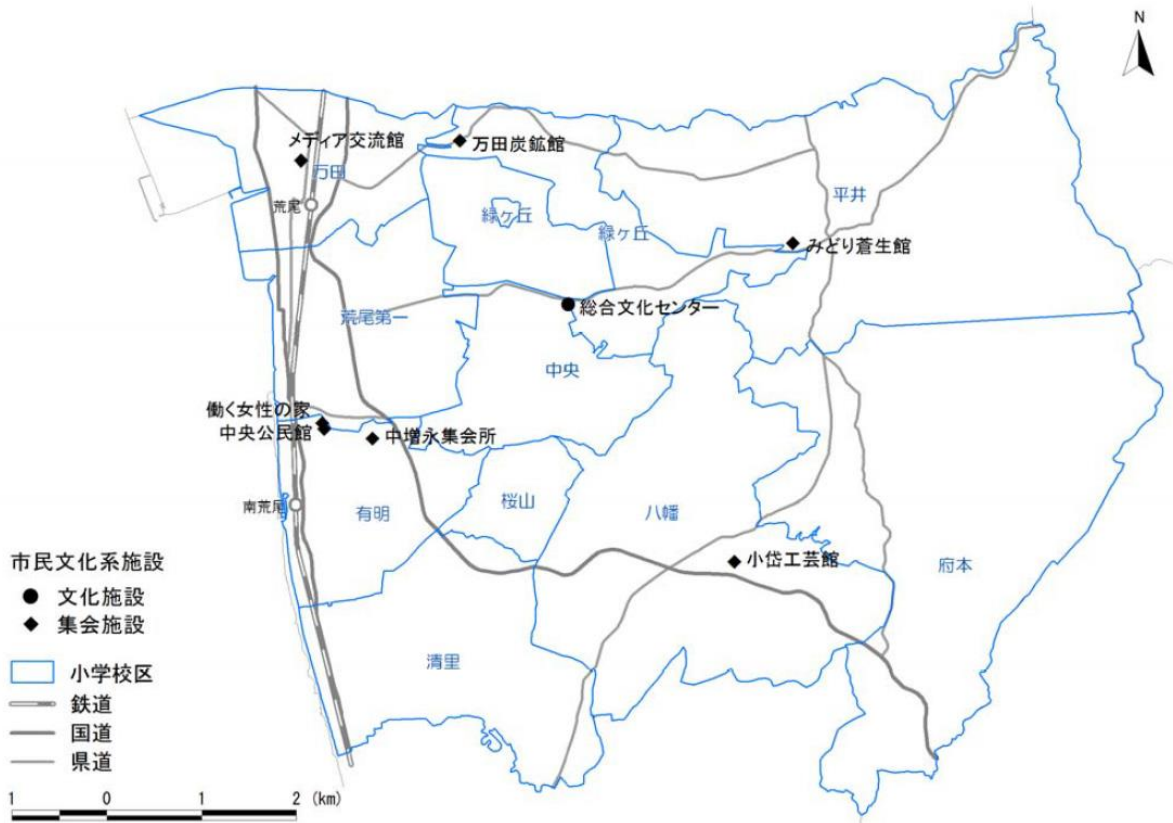 N
メディア交流館
万田炭鉱館
万田
荒尾
緑ヶ丘
緑ヶ丘
平井
みどり蒼生館
総合文化センター
荒尾第一
中央
働く女性の家
中央公民館
中増永集会所
南荒尾
有明
桜山
八幡
小岱工芸館
府本
清里
市民文化系施設
文化施設
集会施設
小学校区
鉄道
国道
県道
1 0 1 2 (km)